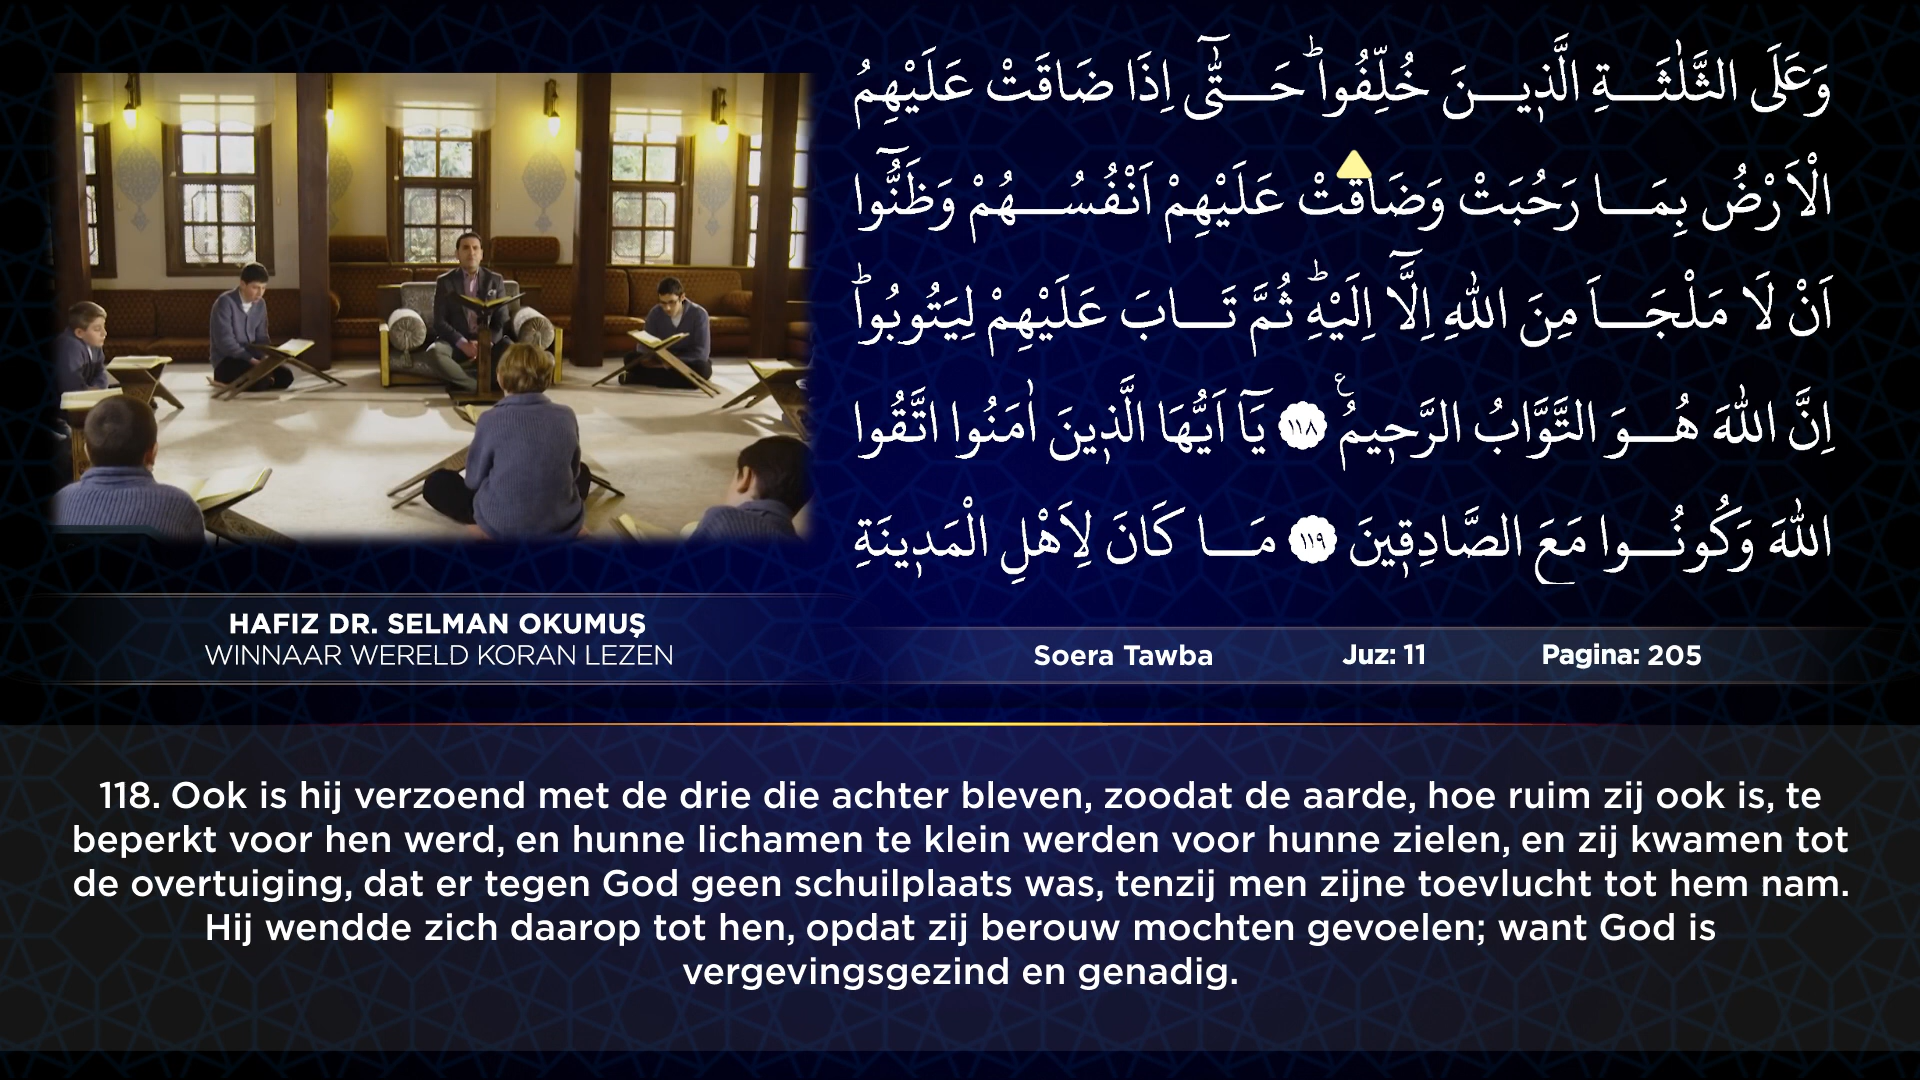 وَعَلَى الثَّلٰثَةِ الَّذ۪ينَ خُلِّفُواۜ حَتّٰٓى اِذَا ضَاقَتْ عَلَيْهِمُ
الْاَرْضُ بِمَا رَحُبَتْ وَضَاقَتْ عَلَيْهِمْ اَنْفُسُهُمْ وَظَنُّٓوا
اَنْ لَا مَلْجَاَ مِنَ اللّٰهِ اِلَّٓا اِلَيْهِۜ ثُمَّ تَابَ عَلَيْهِمْ لِيَتُوبُواۜ
اِنَّ اللّٰهَ هُوَ التَّوَّابُ الرَّح۪يمُ۟ ﴿١١٨﴾ يَٓا اَيُّهَا الَّذ۪ينَ اٰمَنُوا اتَّقُوا
اللّٰهَ وَكُونُوا مَعَ الصَّادِق۪ينَ ﴿١١٩﴾ مَا كَانَ لِاَهْلِ الْمَد۪ينَةِ
HAFIZ DR. SELMAN OKUMUŞ
WINNAAR WERELD KORAN LEZEN
Soera Tawba Juz: 11 Pagina: 205
118. Ook is hij verzoend met de drie die achter bleven, zoodat de aarde, hoe ruim zij ook is, te
beperkt voor hen werd, en hunne lichamen te klein werden voor hunne zielen, en zij kwamen tot
de overtuiging, dat er tegen God geen schuilplaats was, tenzij men zijne toevlucht tot hem nam.
Hij wendde zich daarop tot hen, opdat zij berouw mochten gevoelen; want God is
vergevingsgezind en genadig.